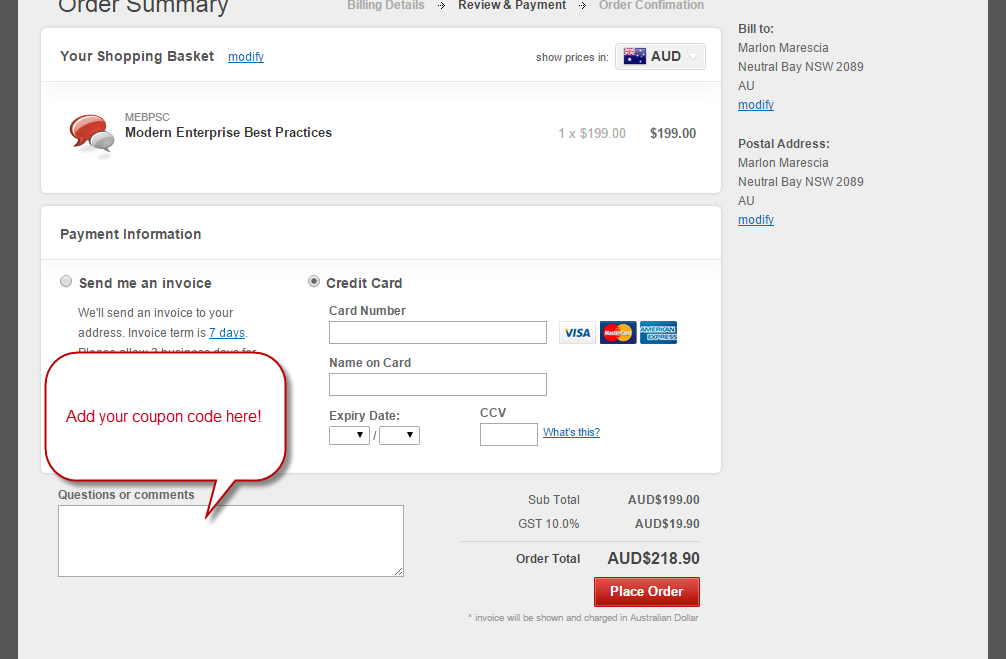 Order Summary
Billing Details → Review & Payment → Order Confimation
Your Shopping Basket modify
show prices in: AUD
MEBPSC
Modern Enterprise Best Practices
1 x $199.00 $199.00
Bill to:
Marlon Marescia
Neutral Bay NSW 2089
AU
modify
Postal Address:
Marlon Marescia
Neutral Bay NSW 2089
AU
modify
Payment Information
Send me an invoice
We'll send an invoice to your
address. Invoice term is 7 days.
Please allow 2 business days for
Credit Card
Card Number
VISA MasterCard AMERICAN EXPRESS
Name on Card
Expiry Date:
/
CCV
What's this?
Add your coupon code here!
Questions or comments
Sub Total AUD$199.00
GST 10.0% AUD$19.90
Order Total AUD$218.90
Place Order
* invoice will be shown and charged in Australian Dollar